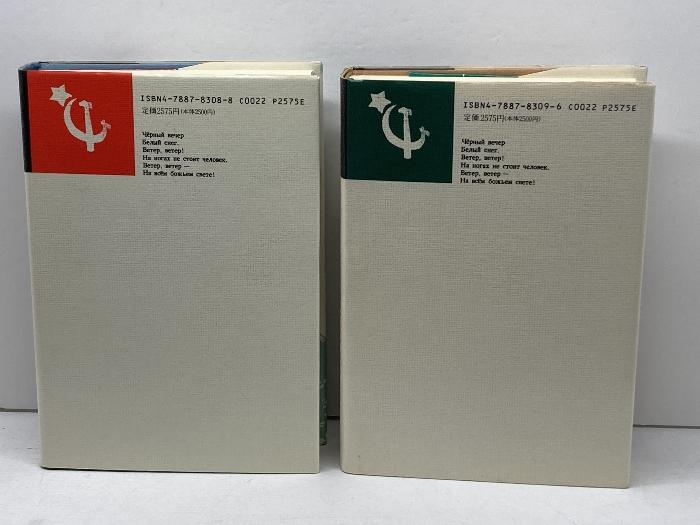 ISBN4-7887-8308-8 C0022 P2575E
定価2575円(本体2500円)
Чёрный вечер
Белый снег.
Ветер, ветер!
На ногах не стоит человек.
Ветер, ветер —
На всём божьем свете!
ISBN4-7887-8309-6 C0022 P2575E
定価2575円(本体2500円)
Чёрный вечер
Белый снег.
Ветер, ветер!
На ногах не стоит человек.
Ветер, ветер —
На всём божьем свете!